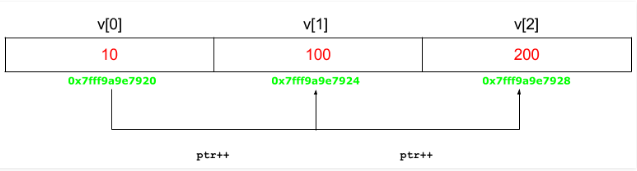 v[0] v[1] v[2]
10 100 200
0x7fff9a9e7920 0x7fff9a9e7924 0x7fff9a9e7928
ptr++ ptr++